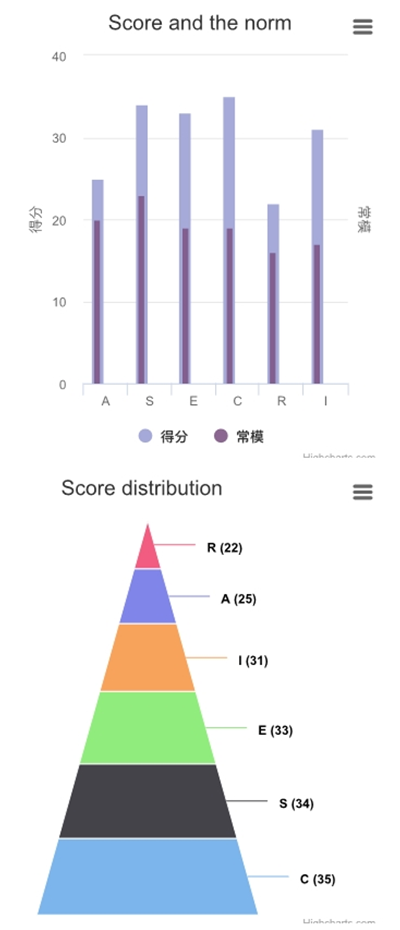 Score and the norm
40
30
20
10
0
得分
常模
A S E C R I
得分 常模
Highcharts.com
Score distribution
R (22)
A (25)
I (31)
E (33)
S (34)
C (35)
Highcharts.com